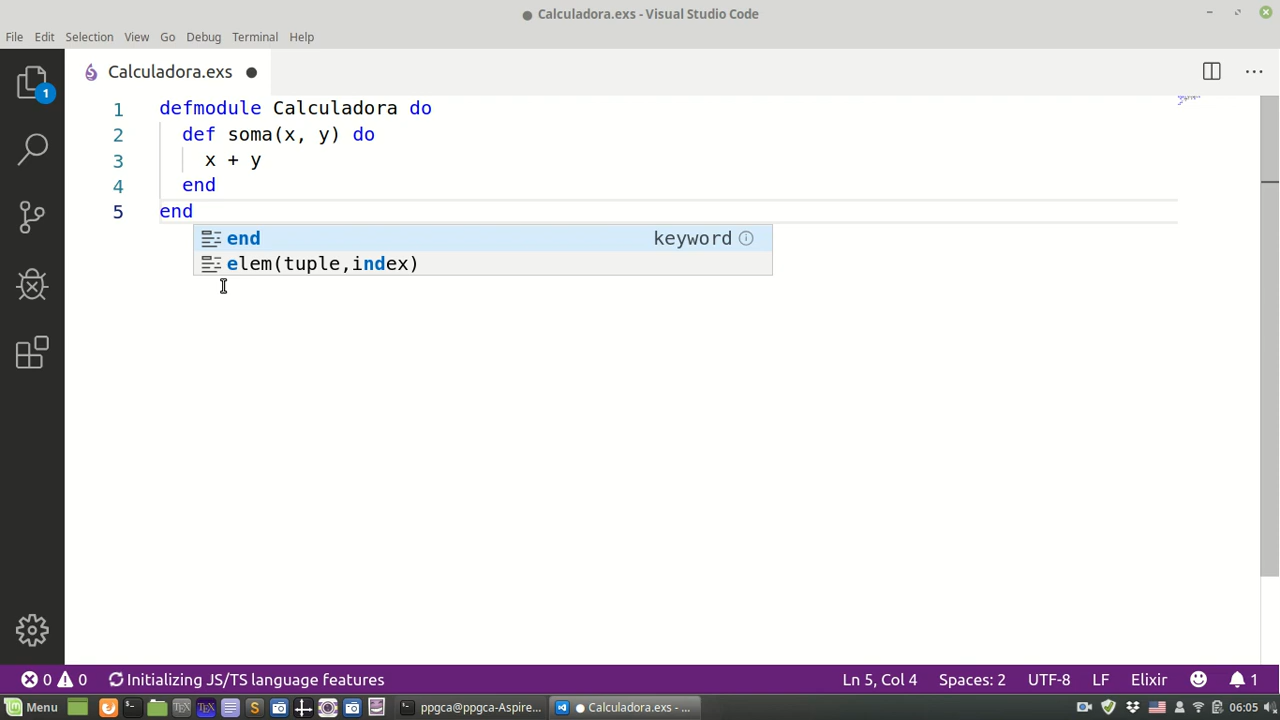 ● Calculadora.exs - Visual Studio Code
File Edit Selection View Go Debug Terminal Help
1
Calculadora.exs ●
1 defmodule Calculadora do
2 def soma(x, y) do
3 x + y
4 end
5 end
end keyword
elem(tuple,index)
0 0 Initializing JS/TS language features Ln 5, Col 4 Spaces: 2 UTF-8 LF Elixir 1
Menu TEX TEX S ppgca@ppgca-Aspire... ● Calculadora.exs - ... 06:05